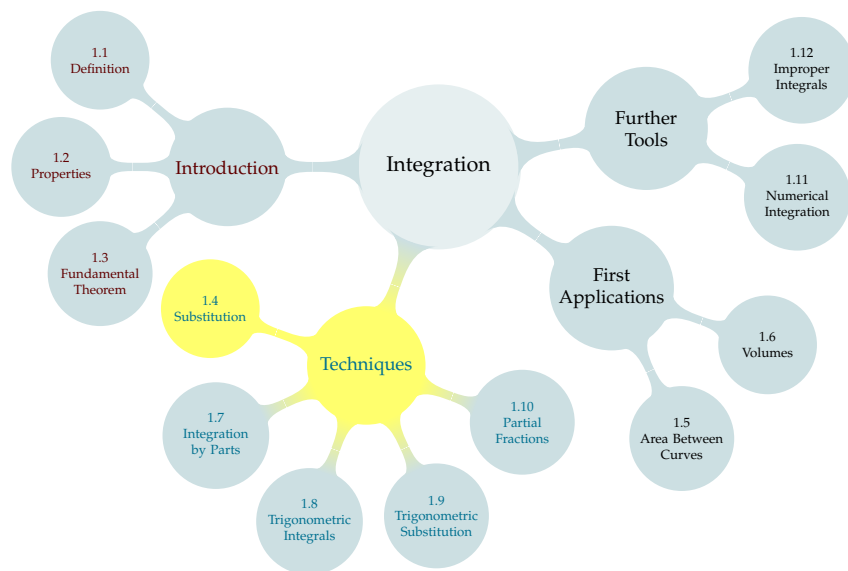 1.1
Definition
1.2
Properties
1.3
Fundamental
Theorem
Introduction
Integration
Further
Tools
1.12
Improper
Integrals
1.11
Numerical
Integration
First
Applications
1.6
Volumes
1.5
Area Between
Curves
Techniques
1.4
Substitution
1.7
Integration
by Parts
1.8
Trigonometric
Integrals
1.9
Trigonometric
Substitution
1.10
Partial
Fractions